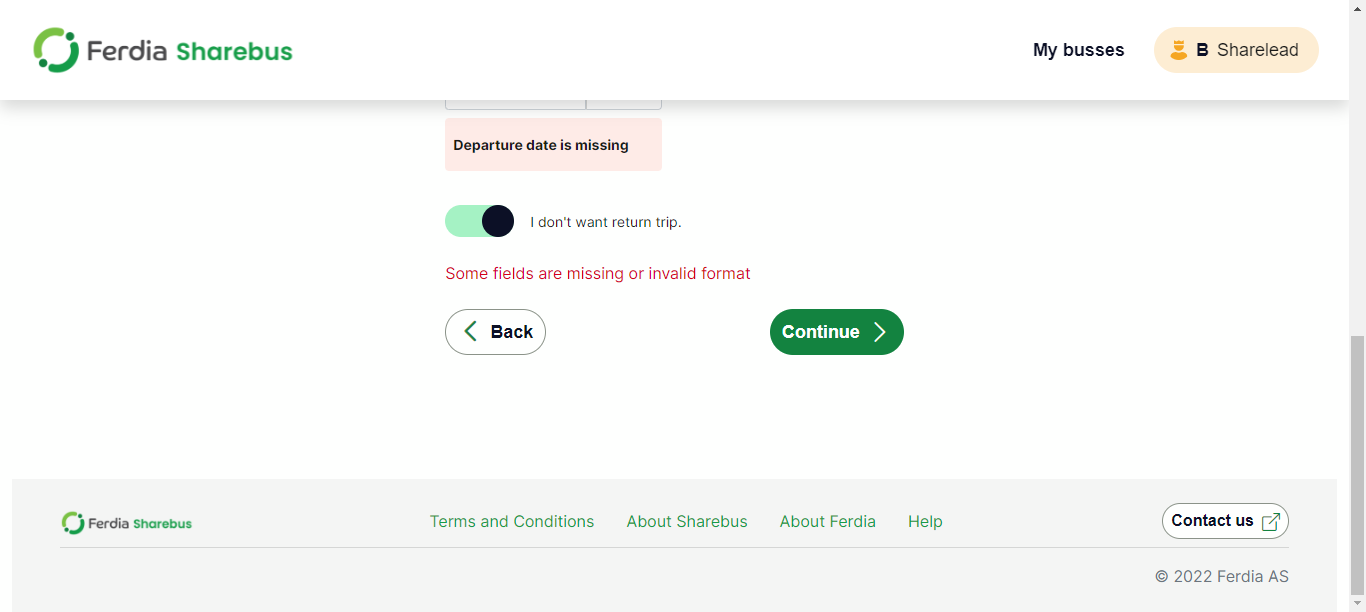 Ferdia Sharebus
My busses
B Sharelead
Departure date is missing
I don't want return trip.
Some fields are missing or invalid format
Back
Continue
Ferdia Sharebus
Terms and Conditions
About Sharebus
About Ferdia
Help
Contact us
© 2022 Ferdia AS